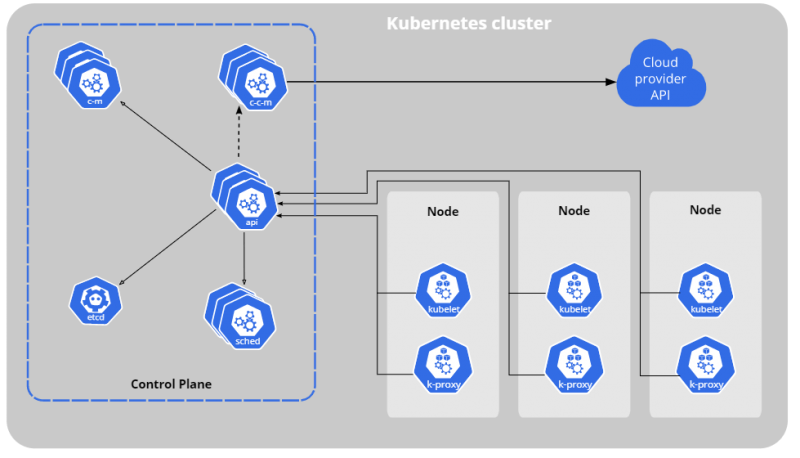 Kubernetes cluster
c-m
c-c-m
Cloud
provider
API
api
Node
Node
Node
etcd
sched
kubelet
kubelet
kubelet
k-proxy
k-proxy
k-proxy
Control Plane